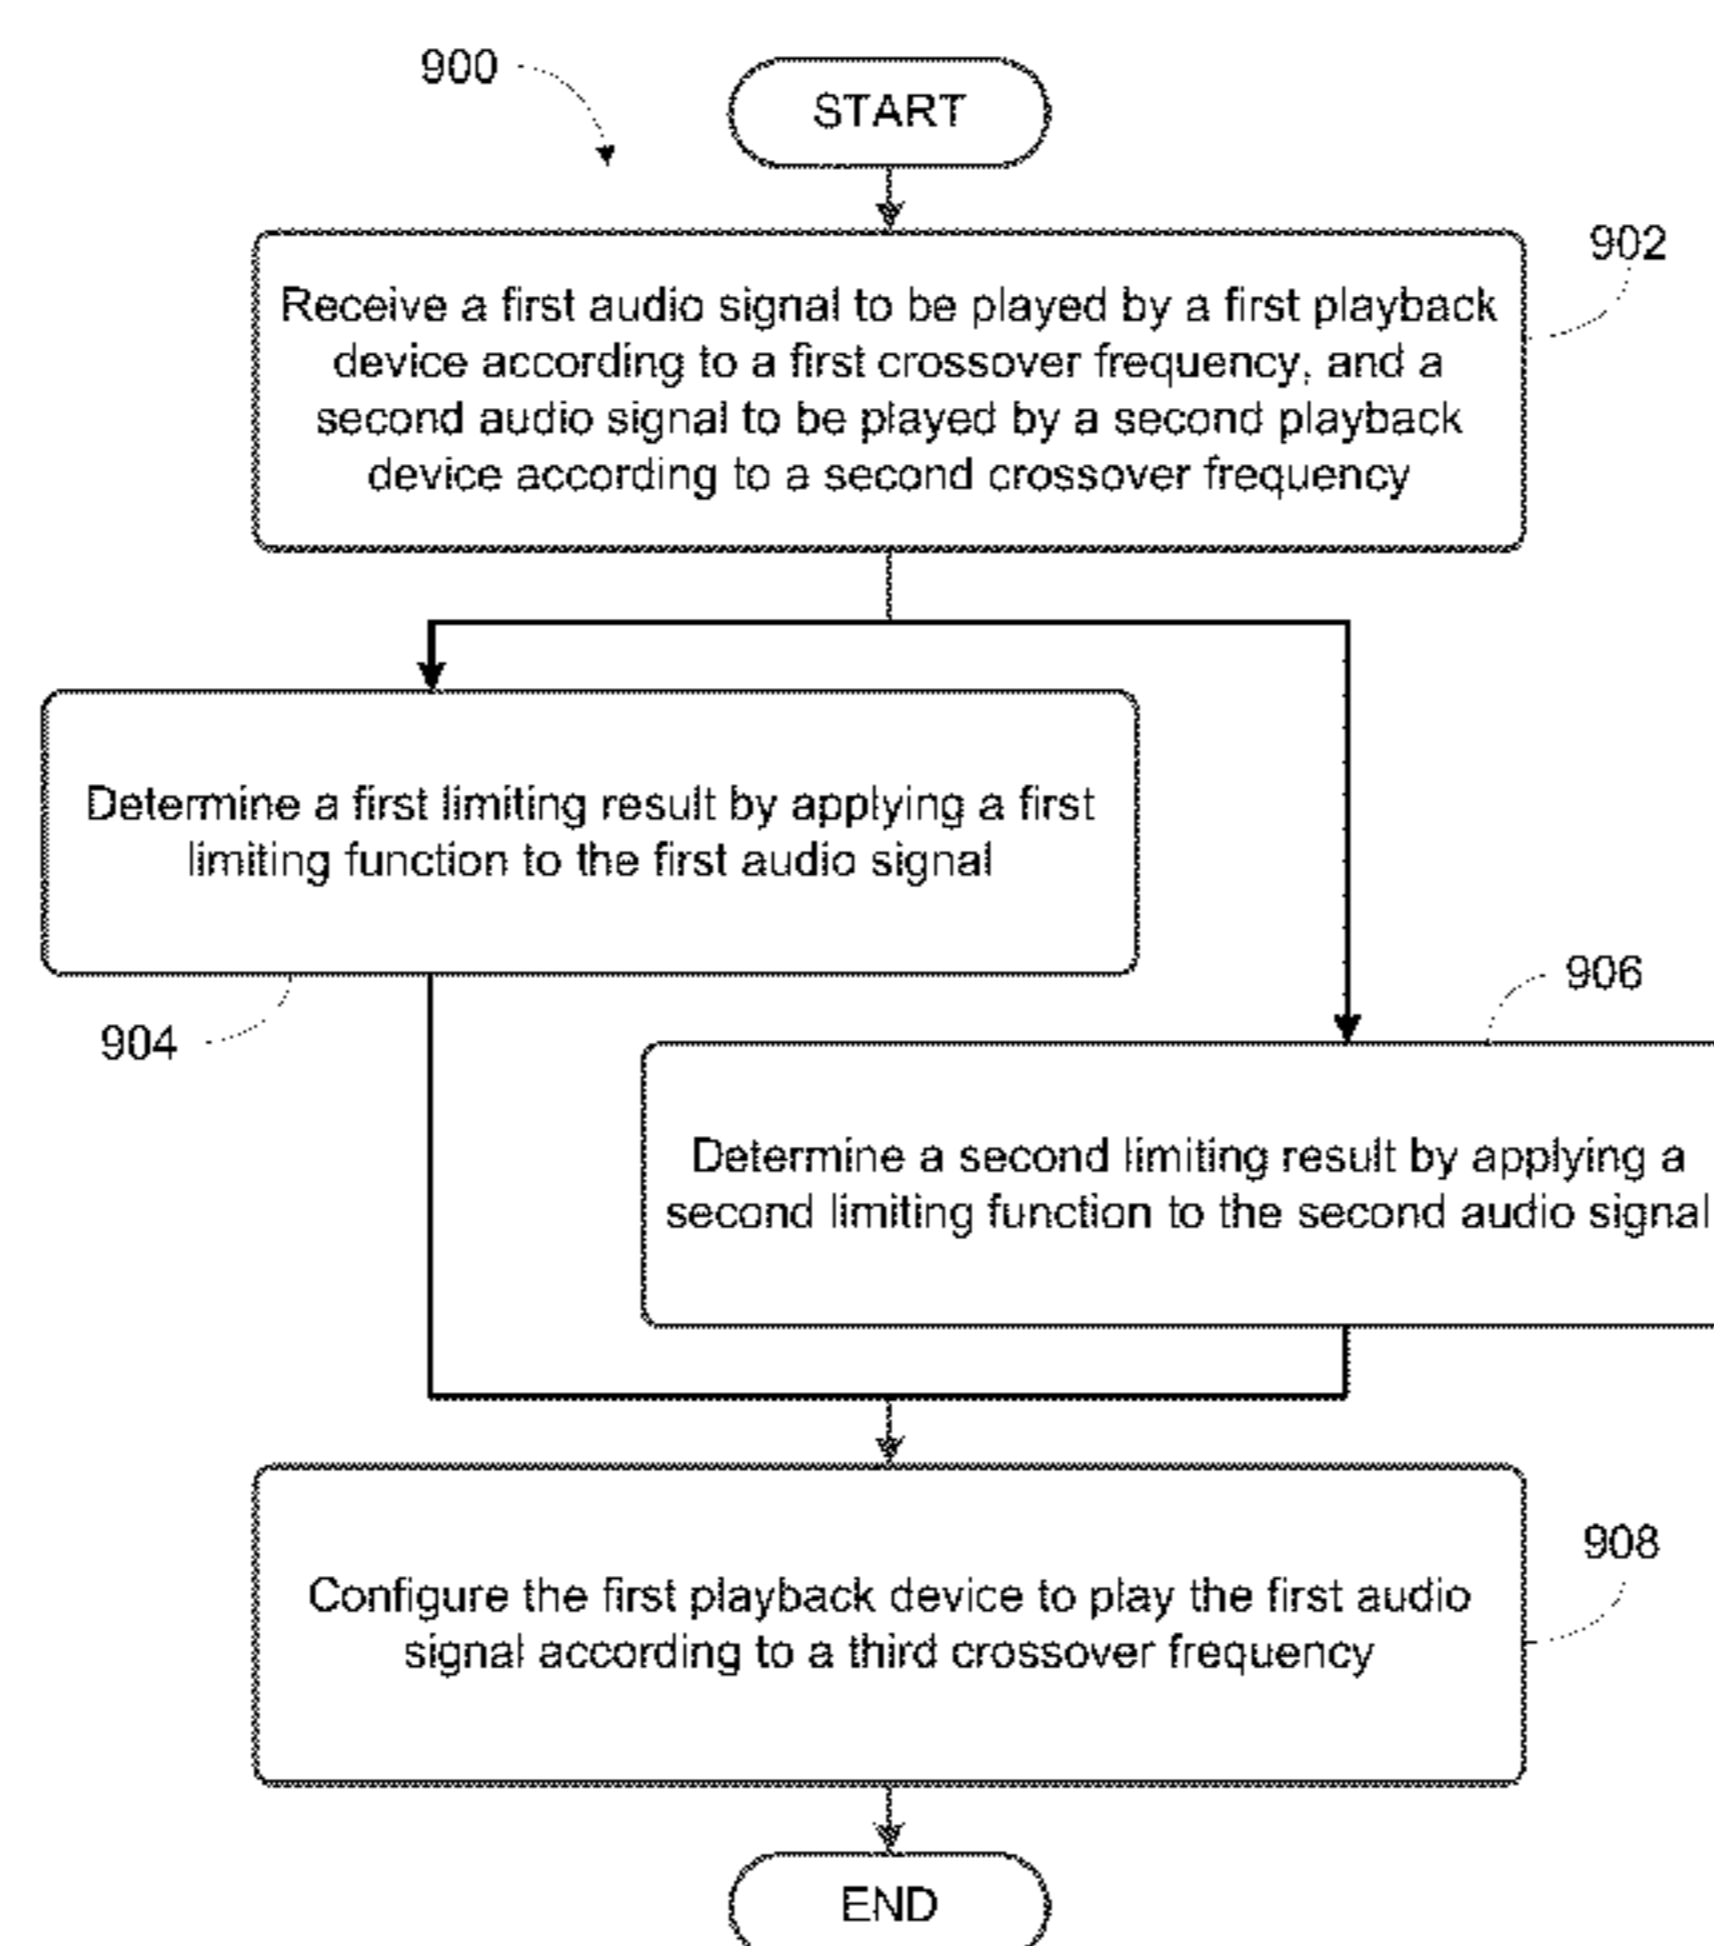 900
START
902
Receive a first audio signal to be played by a first playback
device according to a first crossover frequency, and a
second audio signal to be played by a second playback
device according to a second crossover frequency
Determine a first limiting result by applying a first
limiting function to the first audio signal
904
906
Determine a second limiting result by applying a
second limiting function to the second audio signal
908
Configure the first playback device to play the first audio
signal according to a third crossover frequency
END